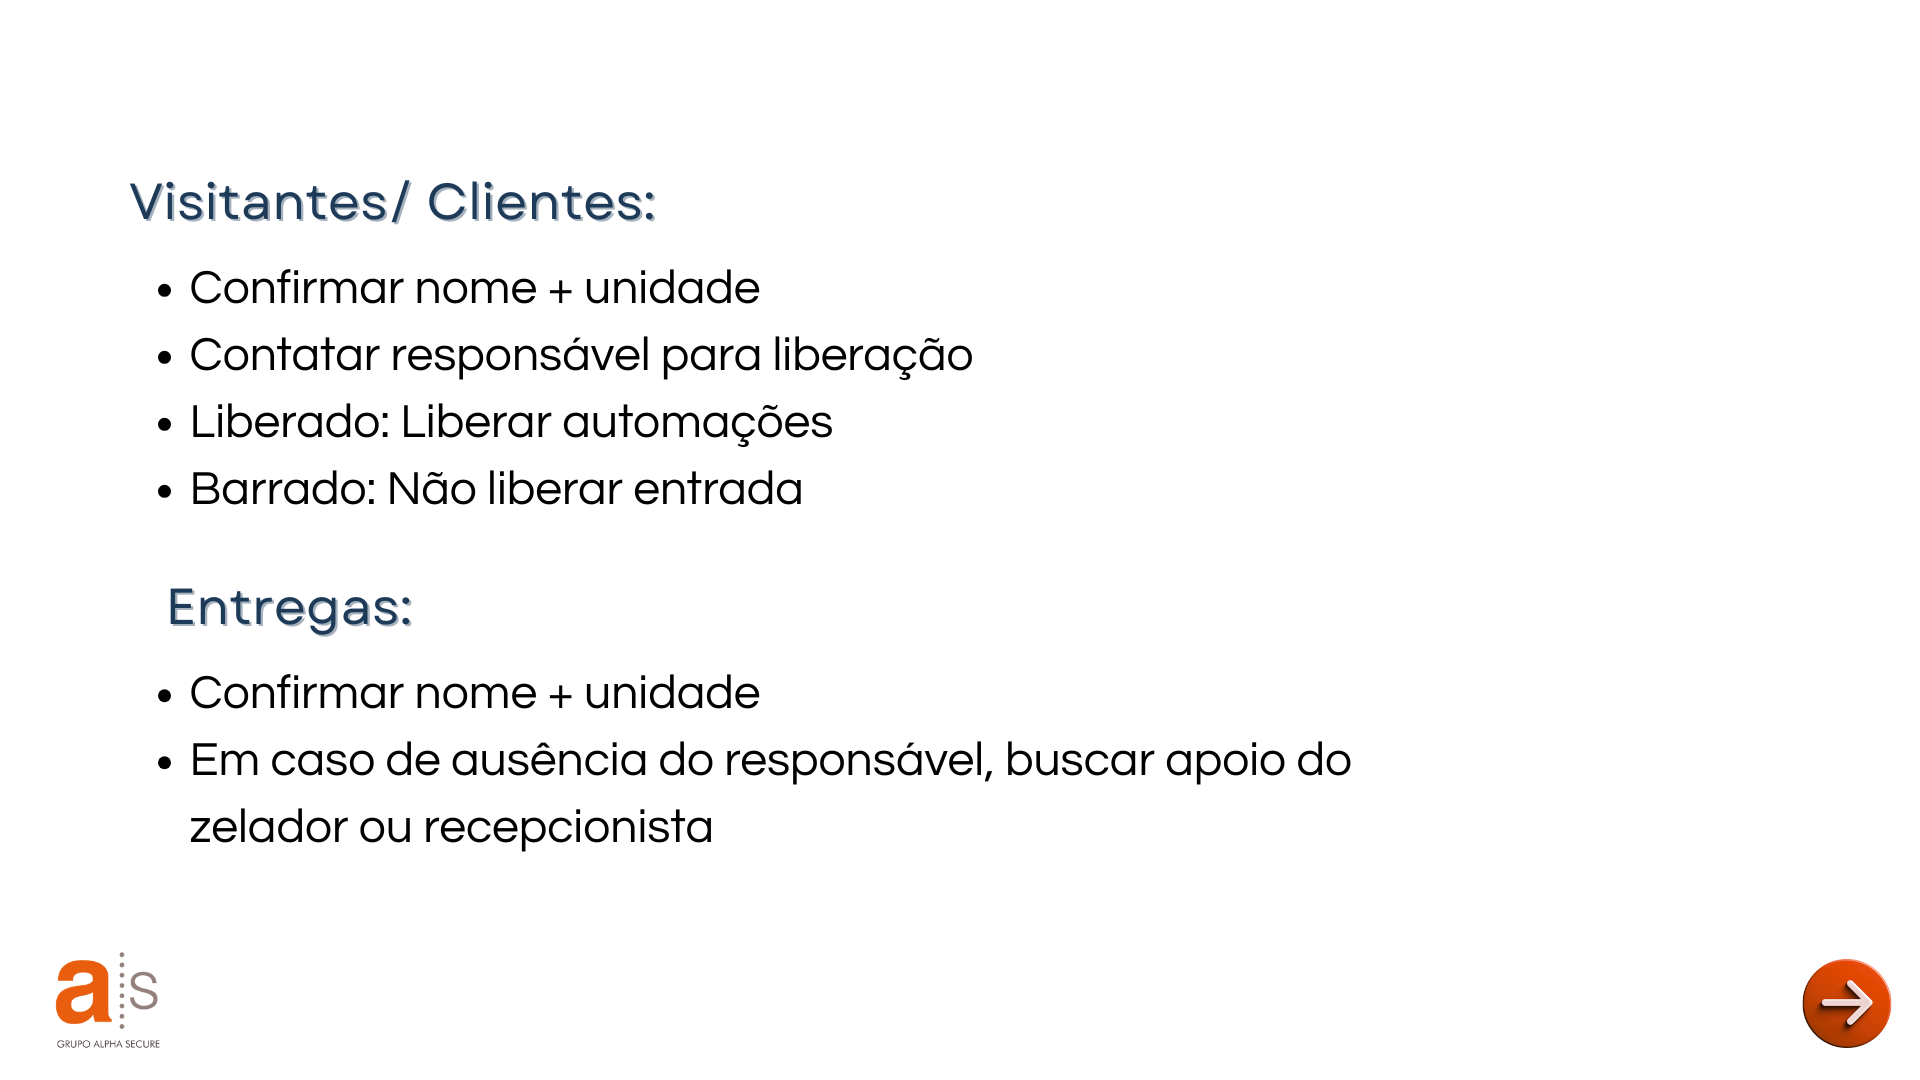 Visitantes/ Clientes:
• Confirmar nome + unidade
• Contatar responsável para liberação
• Liberado: Liberar automações
• Barrado: Não liberar entrada
Entregas:
• Confirmar nome + unidade
• Em caso de ausência do responsável, buscar apoio do
zelador ou recepcionista
a s
GRUPO ALPHA SECURE